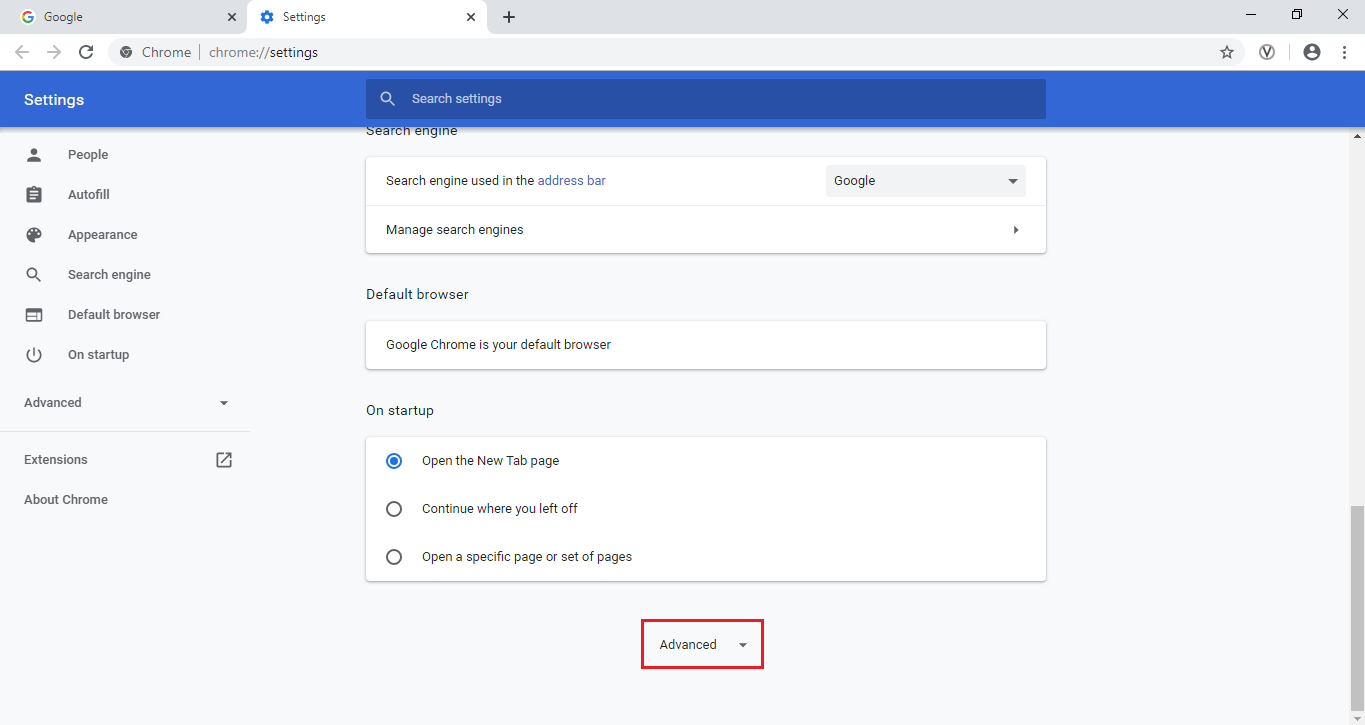 Google
Settings
Chrome
chrome://settings
Settings
Search settings
People
Autofill
Appearance
Search engine
Default browser
On startup
Advanced
Extensions
About Chrome
Search engine
Search engine used in the address bar
Google
Manage search engines
Default browser
Google Chrome is your default browser
On startup
Open the New Tab page
Continue where you left off
Open a specific page or set of pages
Advanced